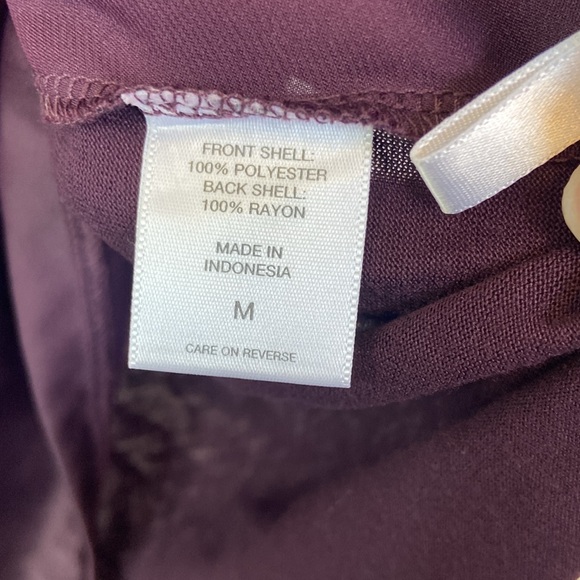 FRONT SHELL:
100% POLYESTER
BACK SHELL:
100% RAYON
MADE IN
INDONESIA
M
CARE ON REVERSE